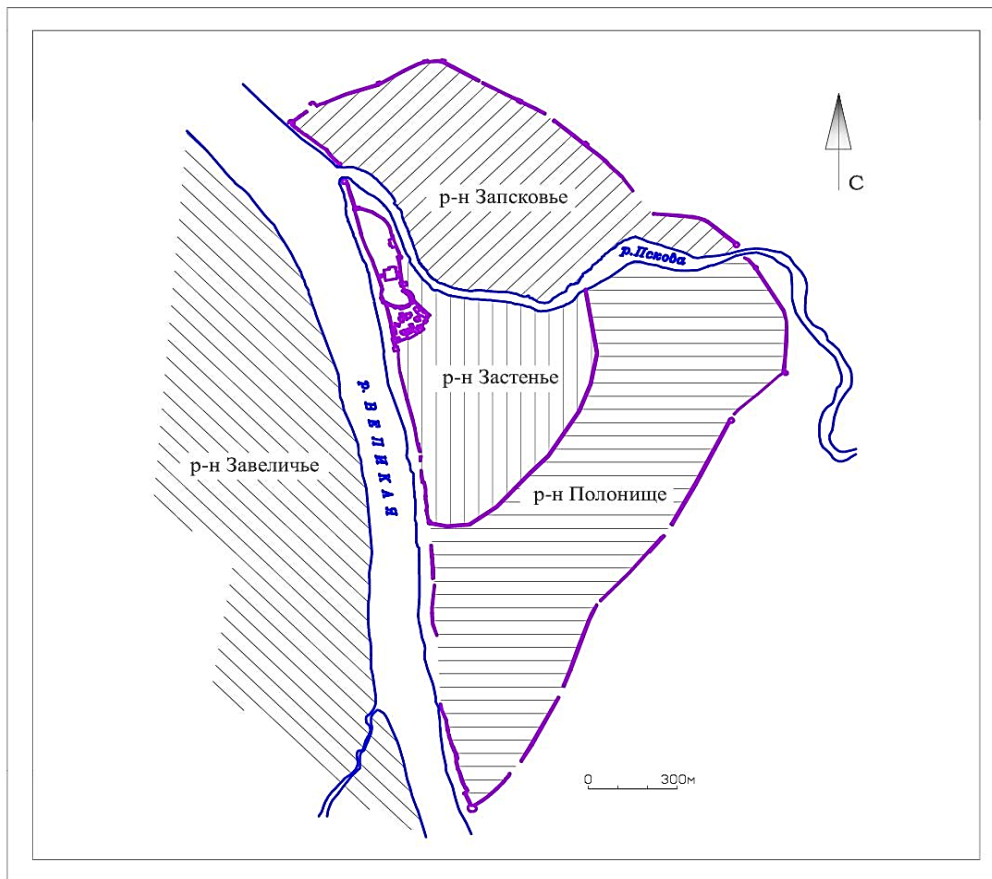 С
р-н Запсковье
р.Пскова
р-н Застенье
р. ВЕЛИКАЯ
р-н Завеличье
р-н Полонище
0 300м